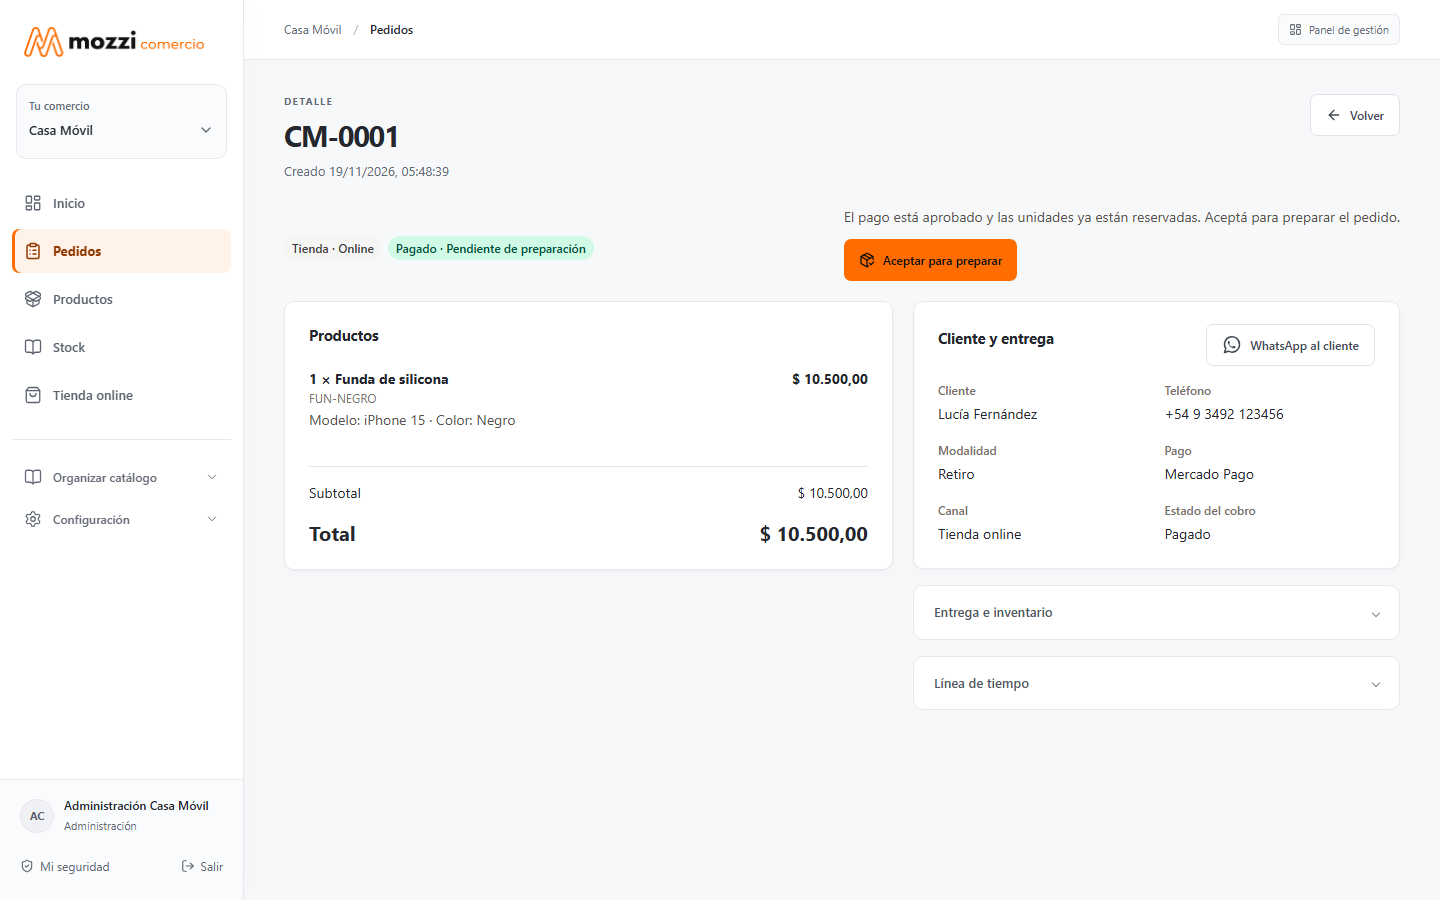 mozzi comercio
Tu comercio
Casa Móvil
Inicio
Pedidos
Productos
Stock
Tienda online
Organizar catálogo
Configuración
AC
Administración Casa Móvil
Administración
Mi seguridad
Salir
Casa Móvil / Pedidos
Panel de gestión
DETALLE
CM-0001
Creado 19/11/2026, 05:48:39
Volver
Tienda · Online
Pagado · Pendiente de preparación
El pago está aprobado y las unidades ya están reservadas. Aceptá para preparar el pedido.
Aceptar para preparar
Productos
1 × Funda de silicona $ 10.500,00
FUN-NEGRO
Modelo: iPhone 15 · Color: Negro
Subtotal $ 10.500,00
Total $ 10.500,00
Cliente y entrega
WhatsApp al cliente
Cliente Teléfono
Lucía Fernández +54 9 3492 123456
Modalidad Pago
Retiro Mercado Pago
Canal Estado del cobro
Tienda online Pagado
Entrega e inventario
Línea de tiempo